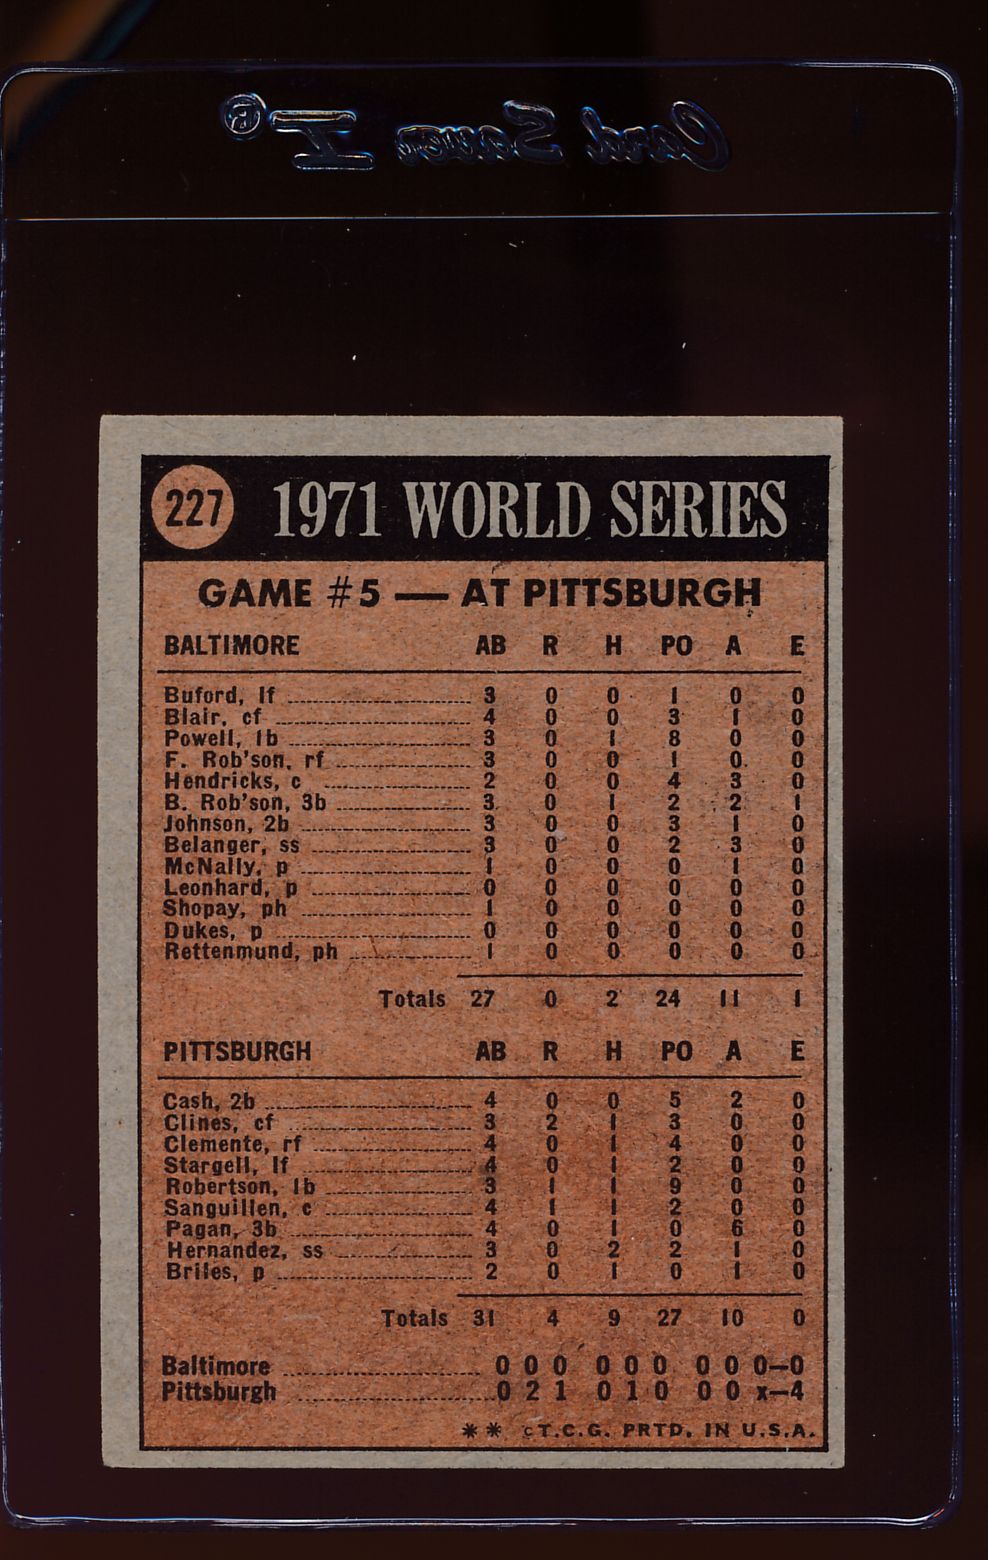 Card Saver I®
227 1971 WORLD SERIES
GAME #5 — AT PITTSBURGH
BALTIMORE AB R H PO A E
Buford, lf 3 0 0 1 0 0
Blair, cf 4 0 0 3 1 0
Powell, 1b 3 0 1 8 0 0
F. Rob'son, rf 3 0 0 1 0 0
Hendricks, c 2 0 0 4 3 0
B. Rob'son, 3b 3 0 1 2 2 1
Johnson, 2b 3 0 0 3 1 0
Belanger, ss 3 0 0 2 3 0
McNally, p 1 0 0 0 1 0
Leonhard, p 0 0 0 0 0 0
Shopay, ph 1 0 0 0 0 0
Dukes, p 0 0 0 0 0 0
Rettenmund, ph 1 0 0 0 0 0
Totals 27 0 2 24 11 1
PITTSBURGH AB R H PO A E
Cash, 2b 4 0 0 5 2 0
Clines, cf 3 2 1 3 0 0
Clemente, rf 4 0 1 4 0 0
Stargell, lf 4 0 1 2 0 0
Robertson, 1b 3 1 1 9 0 0
Sanguillen, c 4 1 1 2 0 0
Pagan, 3b 4 0 1 0 6 0
Hernandez, ss 3 0 2 2 1 0
Briles, p 2 0 1 0 1 0
Totals 31 4 9 27 10 0
Baltimore 0 0 0 0 0 0 0 0 0—0
Pittsburgh 0 2 1 0 1 0 0 0 x—4
** ©T.C.G. PRTD. IN U.S.A.